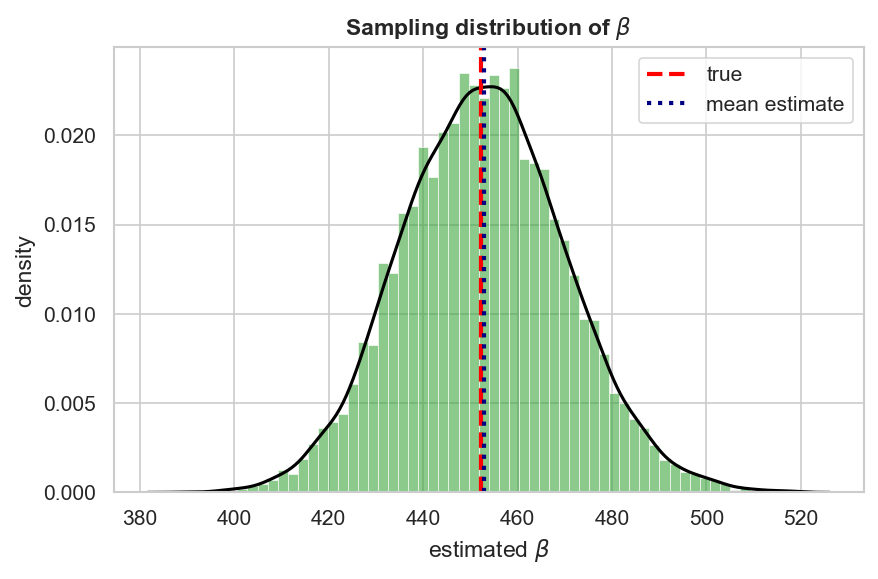 Sampling distribution of β
true
mean estimate
density
0.020
0.015
0.010
0.005
0.000
380 400 420 440 460 480 500 520
estimated β